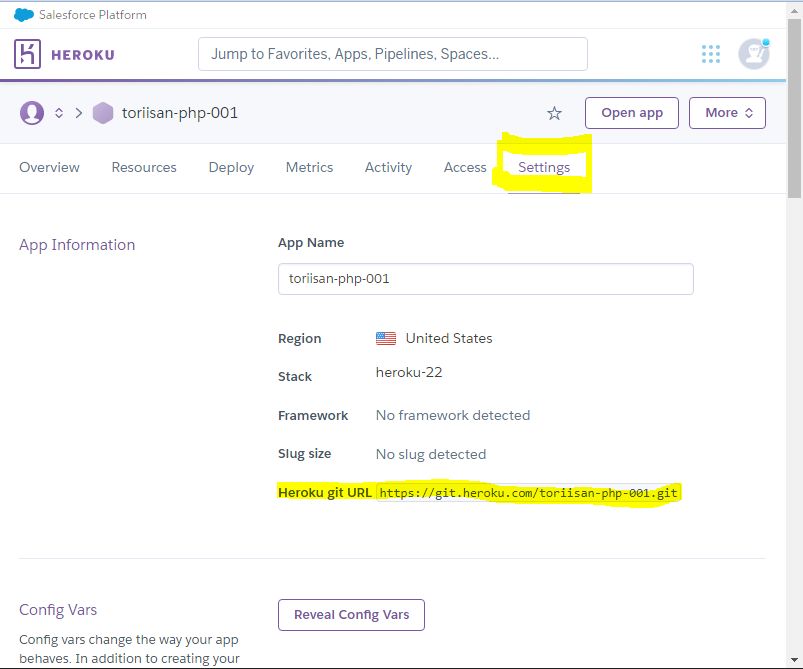 Salesforce Platform
HEROKU
Jump to Favorites, Apps, Pipelines, Spaces...
toriisan-php-001
Open app
More
Overview Resources Deploy Metrics Activity Access Settings
App Information
App Name
toriisan-php-001
Region United States
Stack heroku-22
Framework No framework detected
Slug size No slug detected
Heroku git URL https://git.heroku.com/toriisan-php-001.git
Config Vars
Reveal Config Vars
Config vars change the way your app
behaves. In addition to creating your